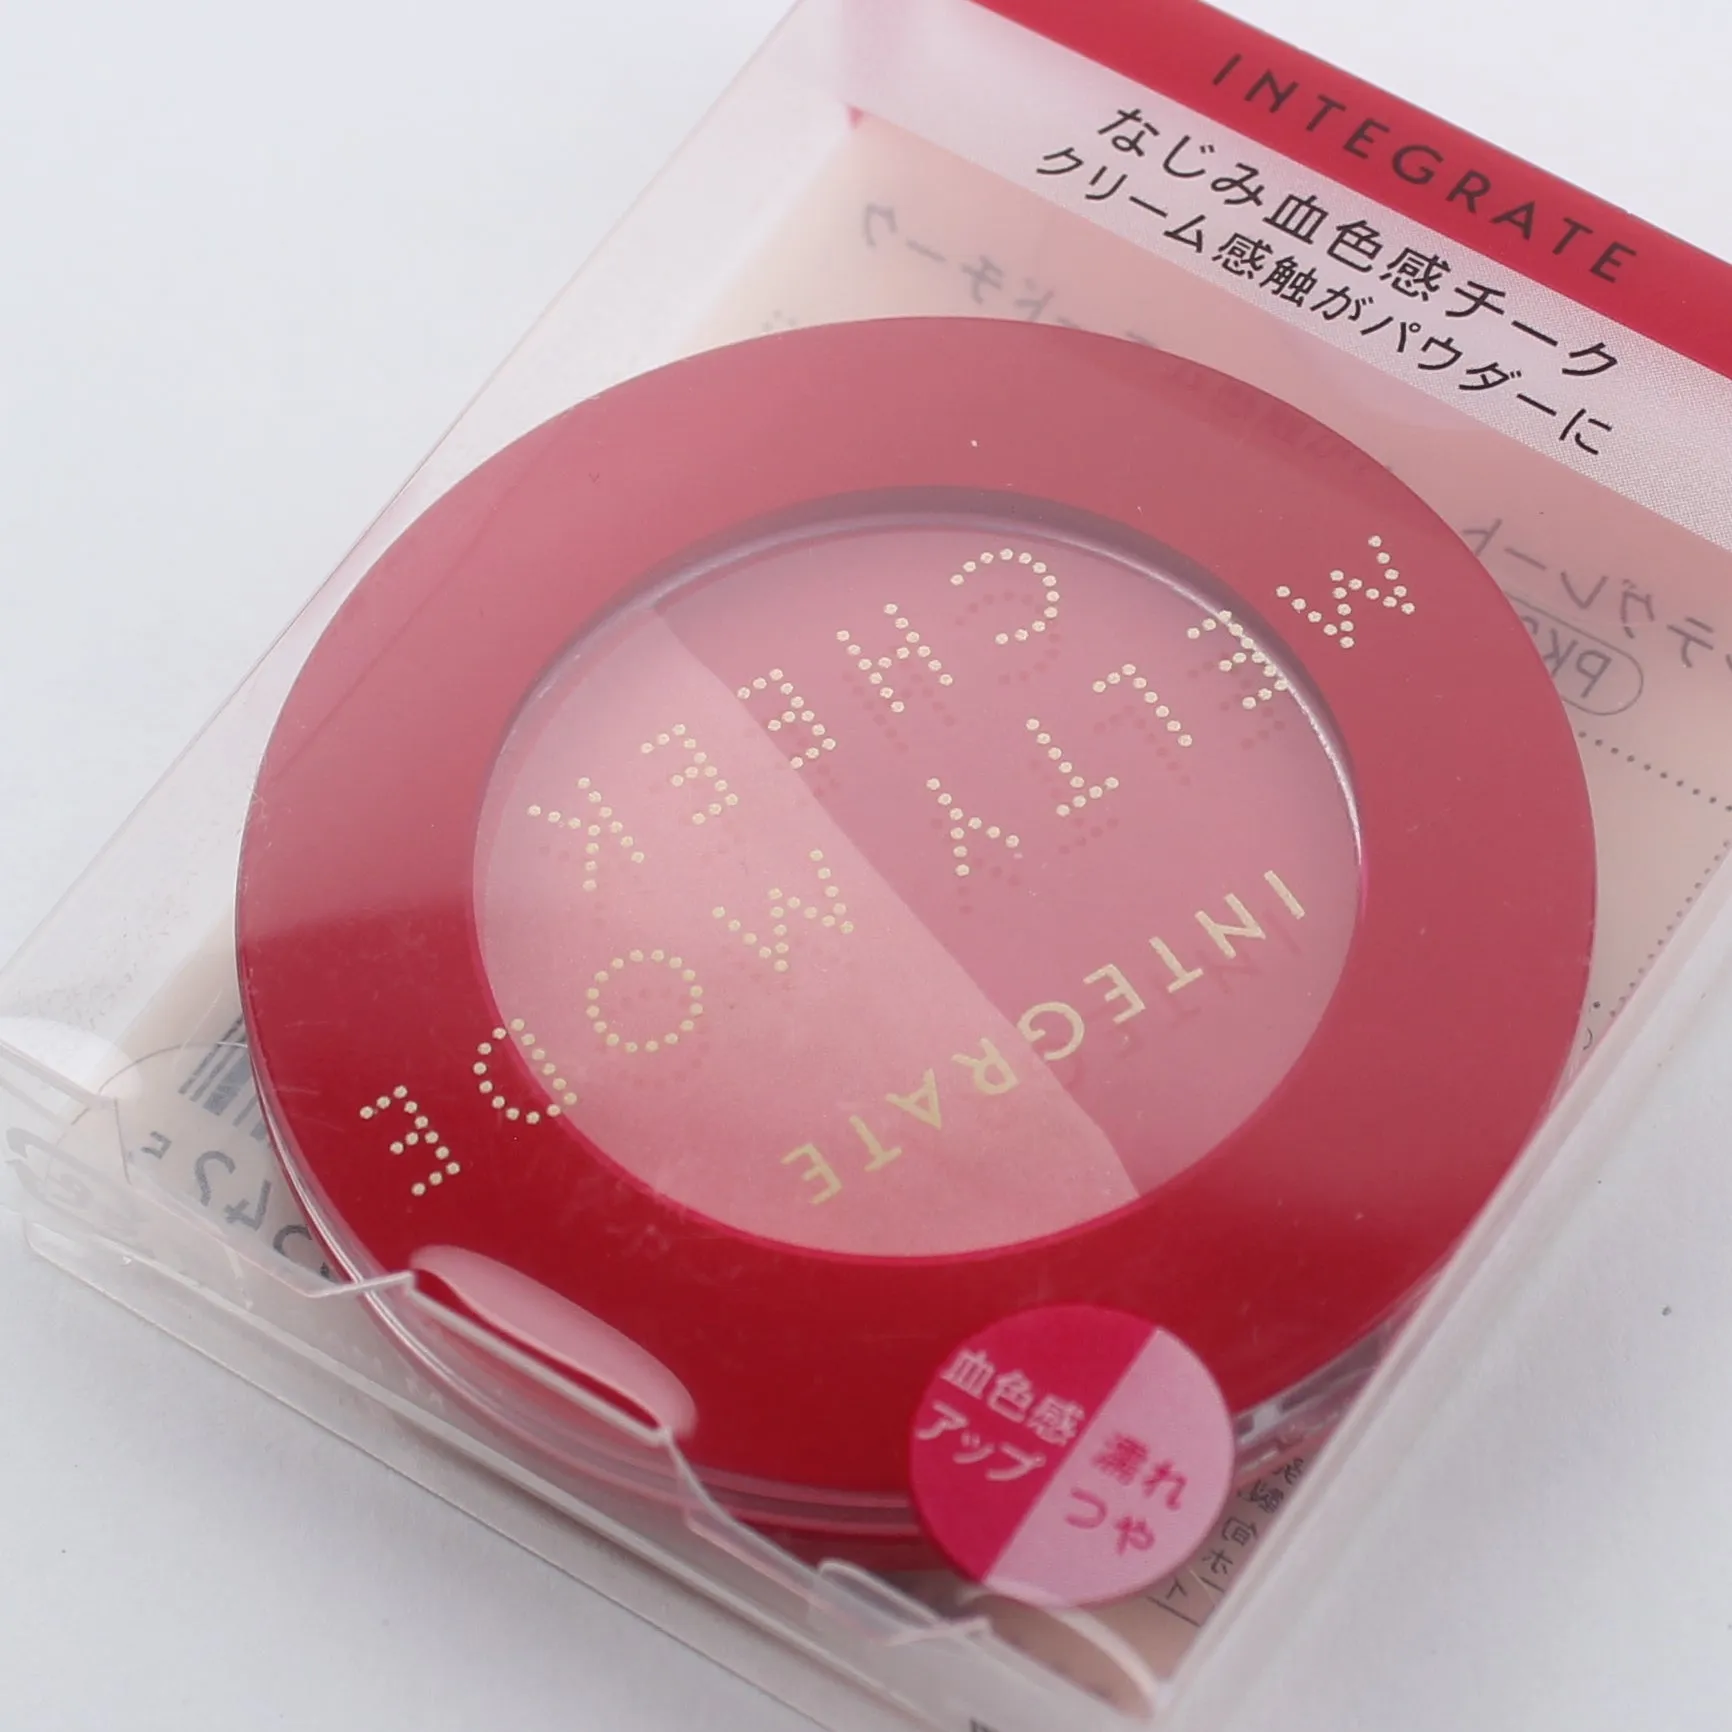 INTEGRATE
なじみ血色感チーク
クリーム感触がパウダーに
MELTY
CHEEK
MODE
INTEGRATE
血色感
アップ
濡れ
つや